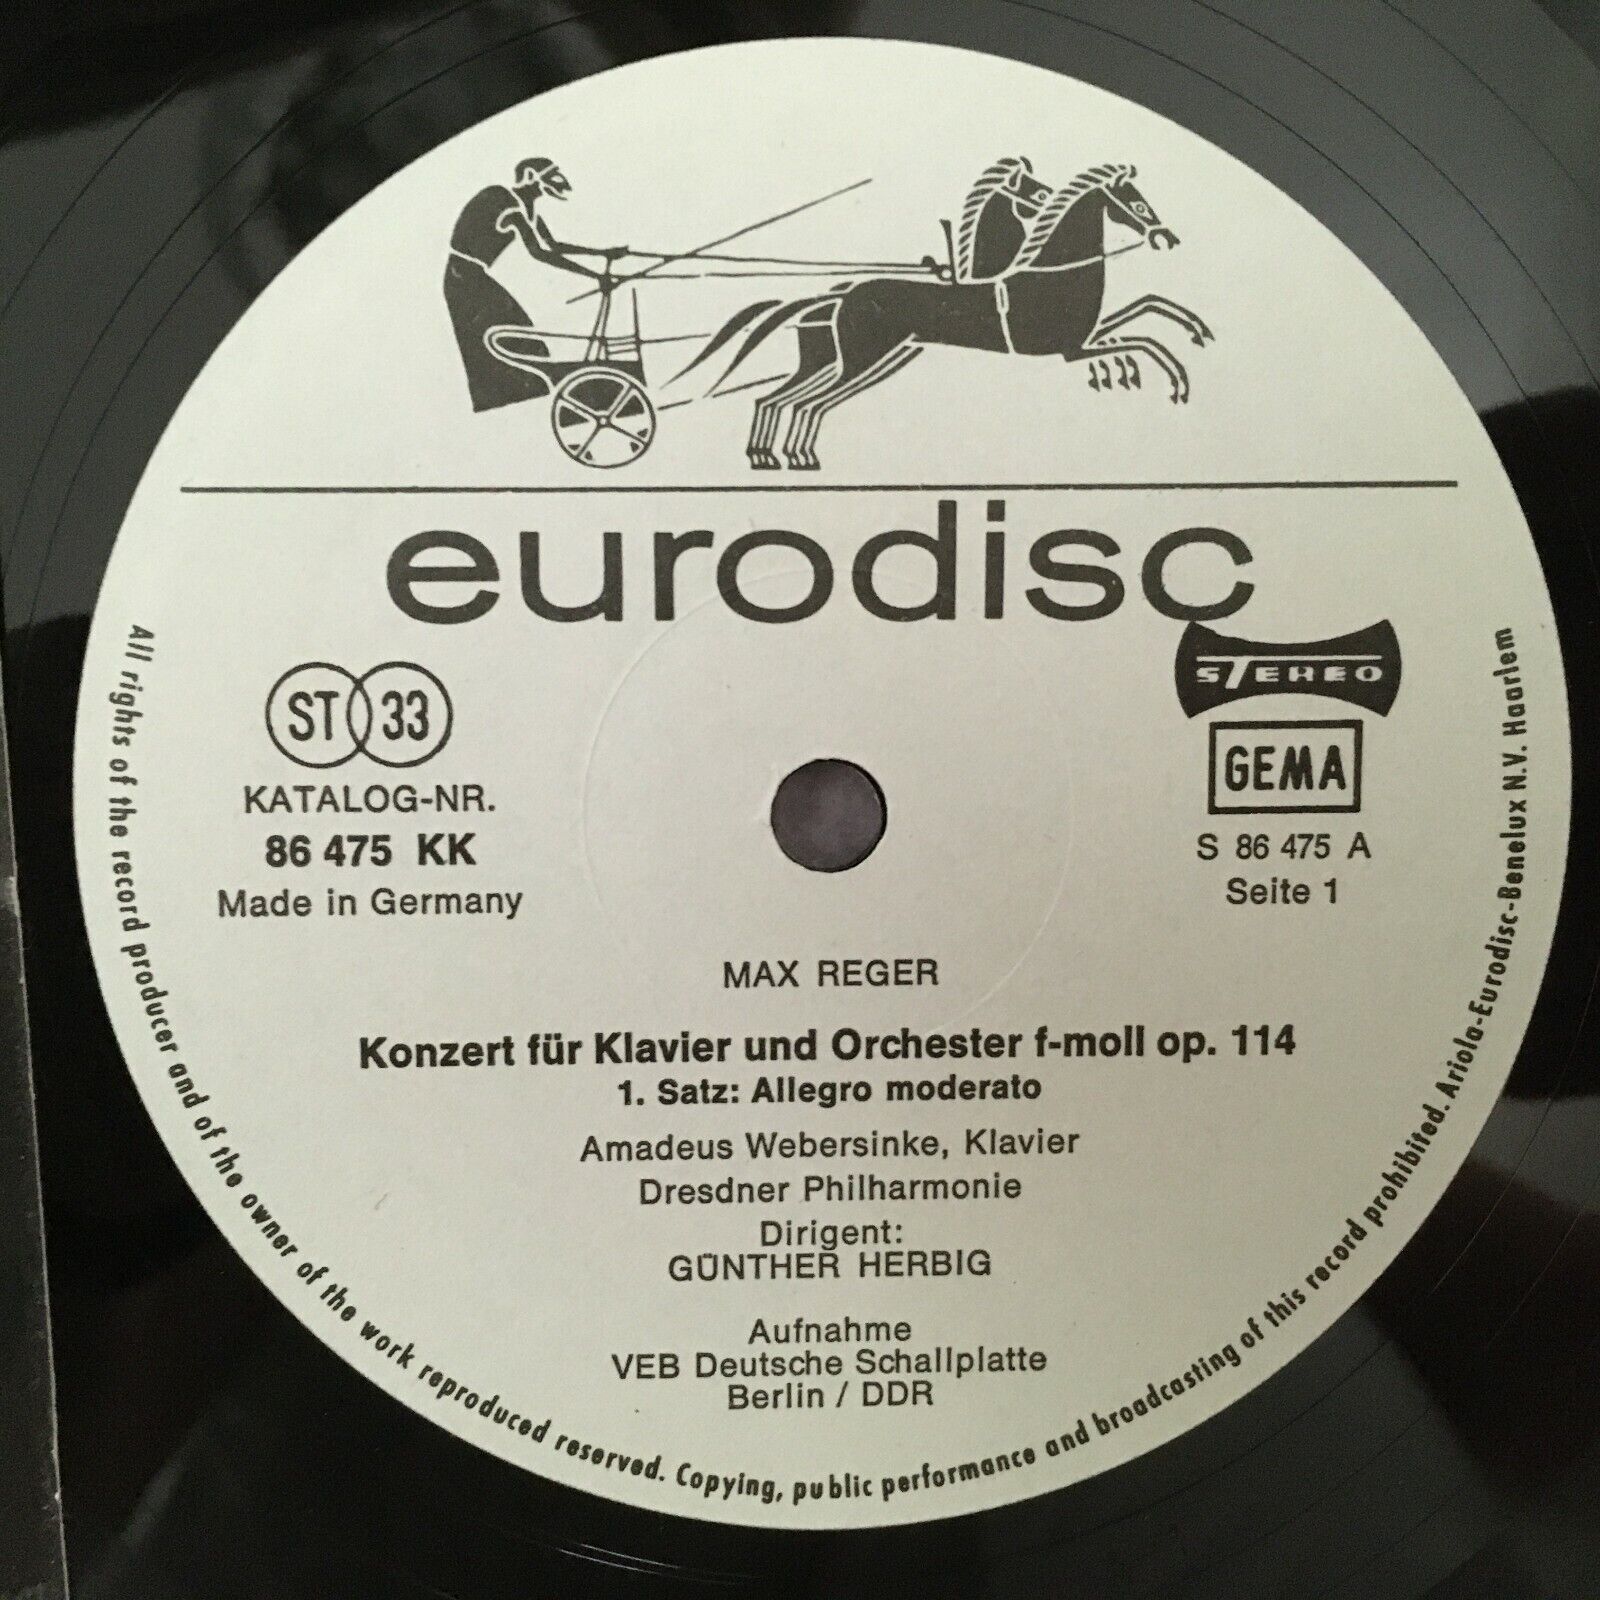 eurodisc
ST 33
KATALOG-NR.
86 475 KK
Made in Germany
STEREO
GEMA
S 86 475 A
Seite 1
MAX REGER
Konzert für Klavier und Orchester f-moll op. 114
1. Satz: Allegro moderato
Amadeus Webersinke, Klavier
Dresdner Philharmonie
Dirigent:
GÜNTHER HERBIG
Aufnahme
VEB Deutsche Schallplatte
Berlin / DDR
All rights of the record producer and of the owner of the work reproduced reserved. Copying, public performance and broadcasting of this record prohibited. Ariola-Eurodisc-Benelux N.V. Haarlem